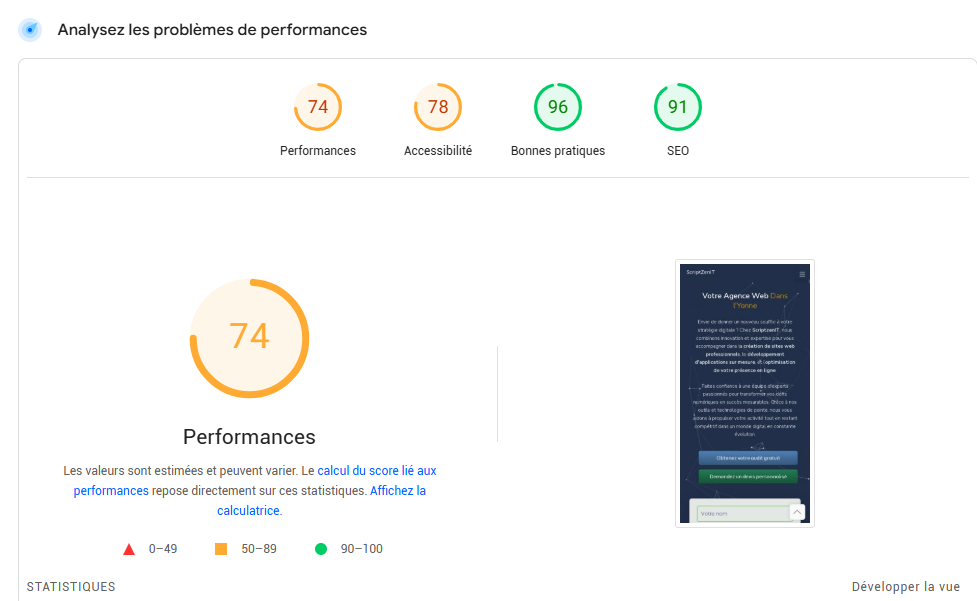 Analysez les problèmes de performances
74
78
96
91
Performances
Accessibilité
Bonnes pratiques
SEO
74
Performances
Les valeurs sont estimées et peuvent varier. Le calcul du score lié aux
performances repose directement sur ces statistiques. Affichez la
calculatrice.
0–49
50–89
90–100
ScriptZenIT
Votre Agence Web Dans
l'Yonne
Envie de donner un nouveau souffle à votre
stratégie digitale ? Chez ScriptzenIT, nous
combinons innovation et expertise pour vous
accompagner dans la création de sites web
professionnels, le développement
d'applications sur mesure, et l'optimisation
de votre présence en ligne
Faites confiance à une équipe d'experts
passionnés pour transformer vos défis
numériques en succès mesurables. Grâce à nos
outils et technologies de pointe, nous vous
aidons à propulser votre activité tout en restant
compétitif dans un monde digital en constante
évolution.
Obtenez votre audit gratuit
Demandez un devis personnalisé
Votre nom
STATISTIQUES
Développer la vue